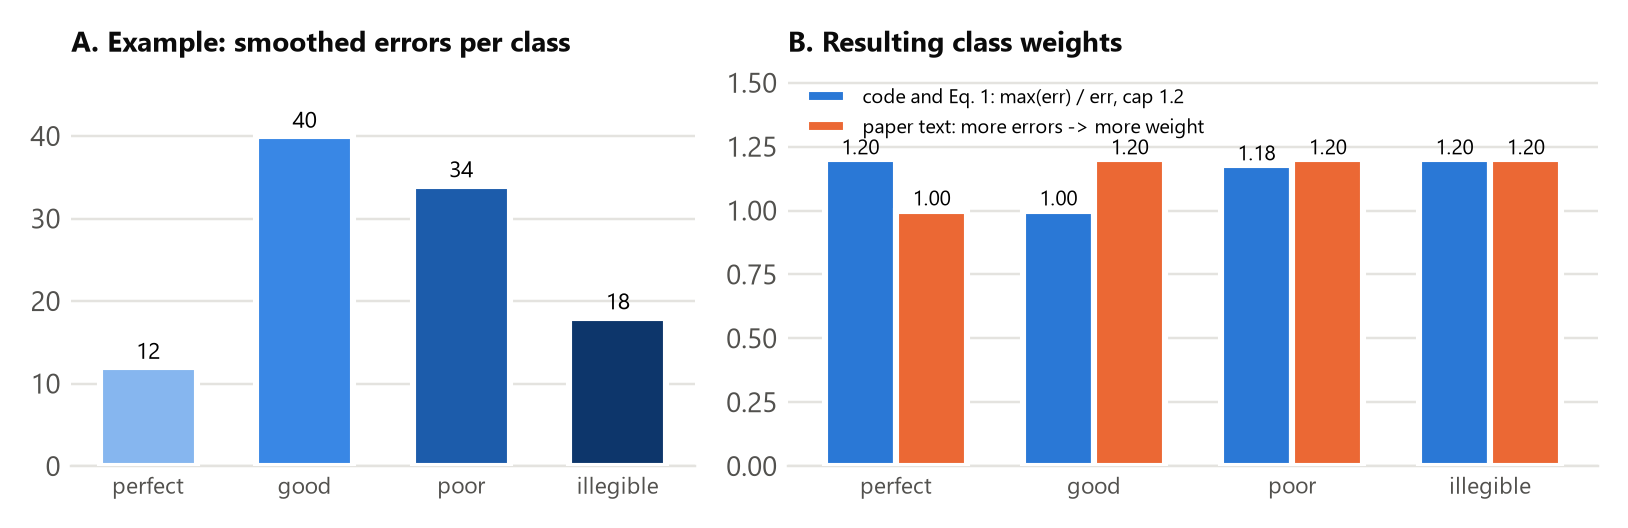 A. Example: smoothed errors per class
40
30
20
10
0
12
40
34
18
perfect good poor illegible
B. Resulting class weights
1.50
1.25
1.00
0.75
0.50
0.25
0.00
code and Eq. 1: max(err) / err, cap 1.2
paper text: more errors -> more weight
1.20 1.00 1.00 1.20 1.18 1.20 1.20 1.20
perfect good poor illegible